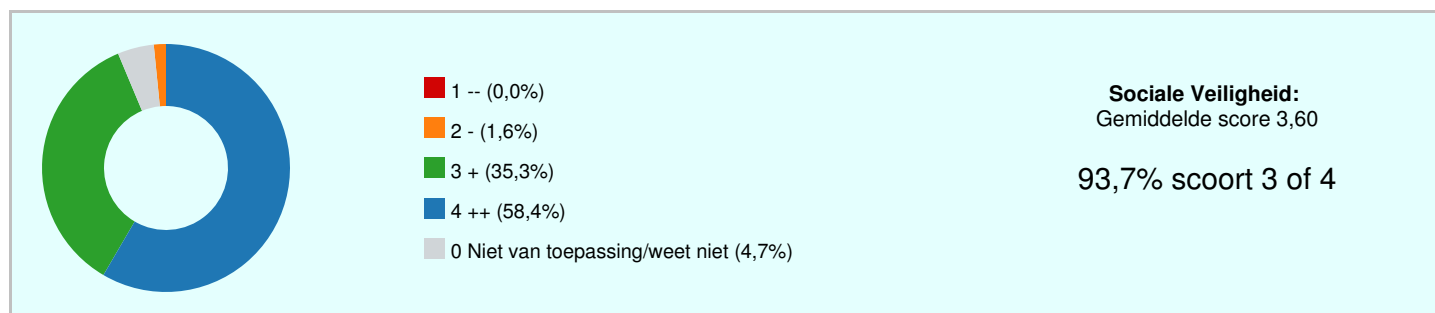 1 -- (0,0%)
2 - (1,6%)
3 + (35,3%)
4 ++ (58,4%)
0 Niet van toepassing/weet niet (4,7%)
Sociale Veiligheid:
Gemiddelde score 3,60
93,7% scoort 3 of 4